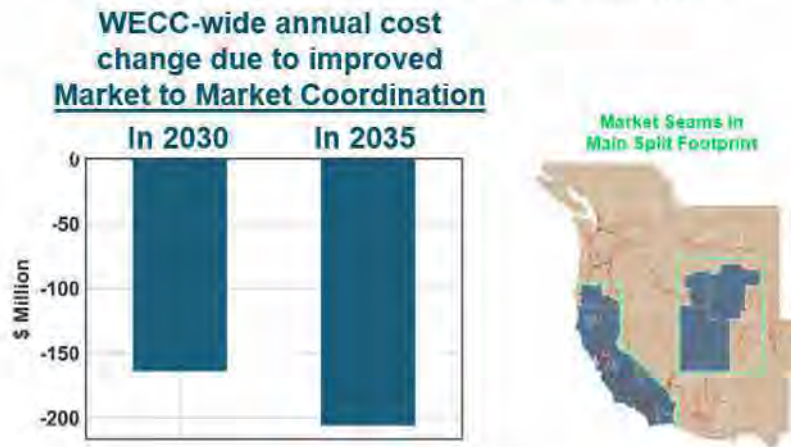 WECC-wide annual cost
change due to improved
Market to Market Coordination
In 2030
In 2035
0
-50
-100
-150
-200
$ Million
Market Seams in
Main Split Footprint